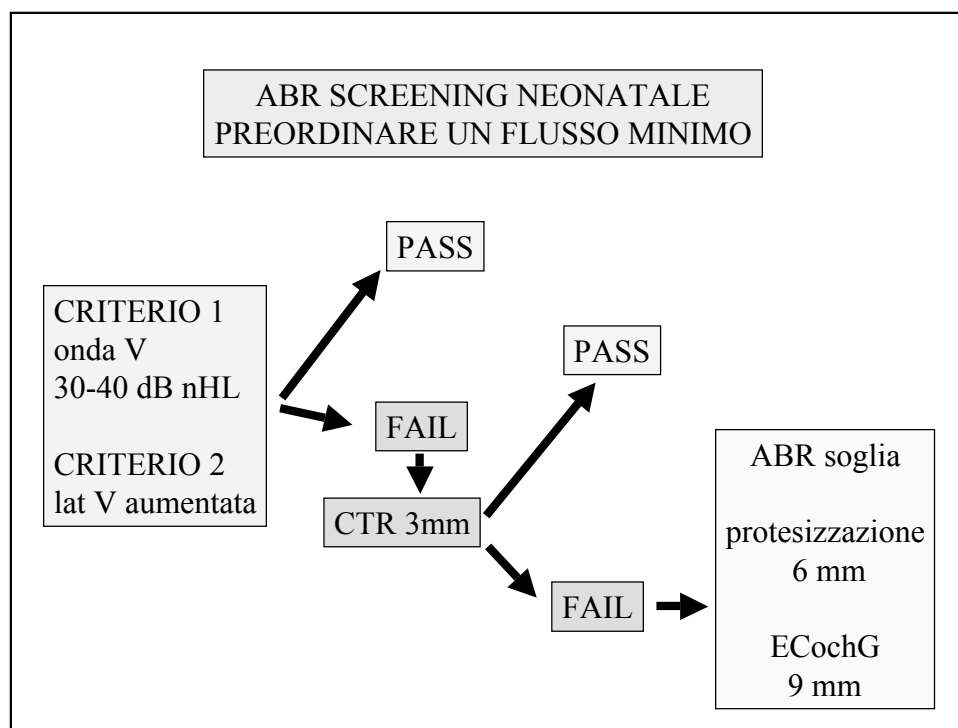 ABR SCREENING NEONATALE
PREORDINARE UN FLUSSO MINIMO
PASS
CRITERIO 1
onda V
30-40 dB nHL
CRITERIO 2
lat V aumentata
PASS
FAIL
CTR 3mm
FAIL
ABR soglia
protesizzazione
6 mm
ECochG
9 mm